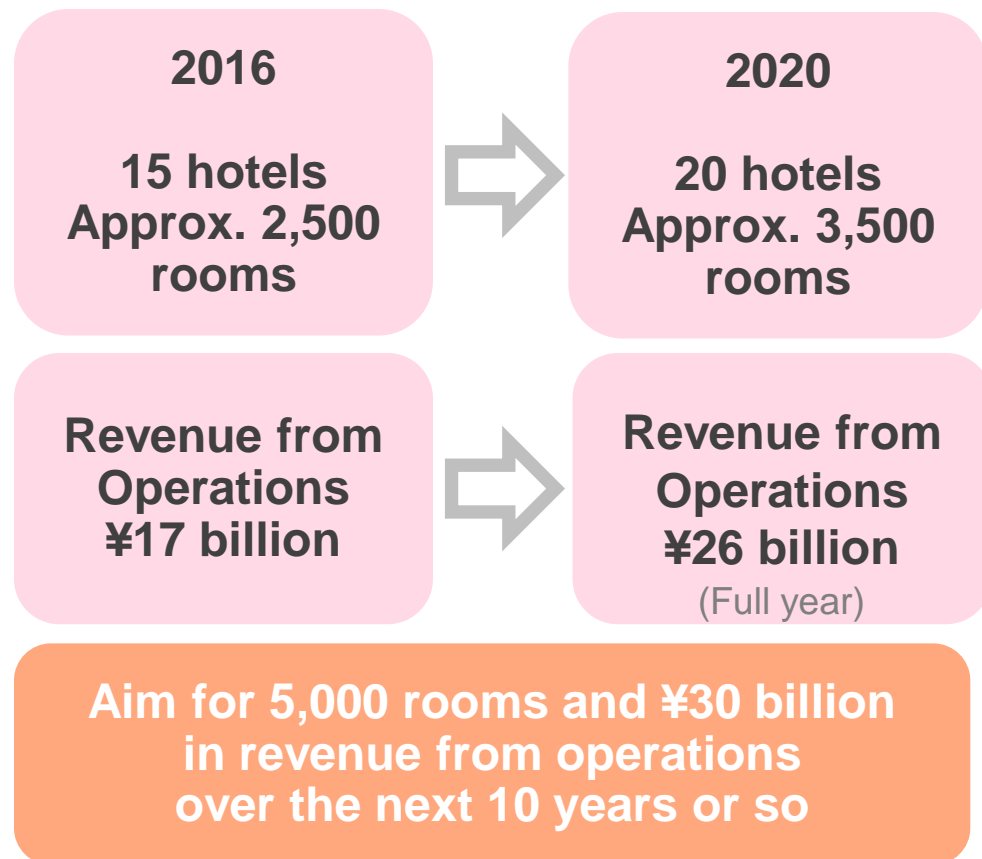 2016
15 hotels
Approx. 2,500
rooms
2020
20 hotels
Approx. 3,500
rooms
Revenue from
Operations
¥17 billion
Revenue from
Operations
¥26 billion
(Full year)
Aim for 5,000 rooms and ¥30 billion
in revenue from operations
over the next 10 years or so